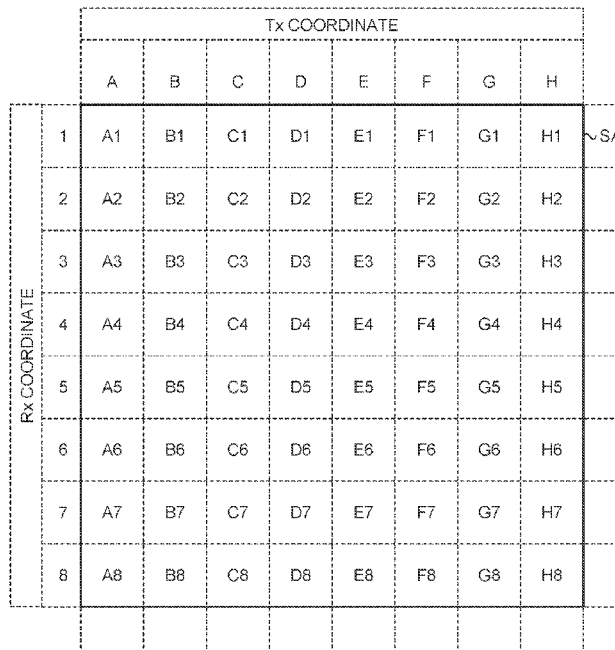 Tx COORDINATE
A B C D E F G H
Rx COORDINATE
1 A1 B1 C1 D1 E1 F1 G1 H1 SA
2 A2 B2 C2 D2 E2 F2 G2 H2
3 A3 B3 C3 D3 E3 F3 G3 H3
4 A4 B4 C4 D4 E4 F4 G4 H4
5 A5 B5 C5 D5 E5 F5 G5 H5
6 A6 B6 C6 D6 E6 F6 G6 H6
7 A7 B7 C7 D7 E7 F7 G7 H7
8 A8 B8 C8 D8 E8 F8 G8 H8